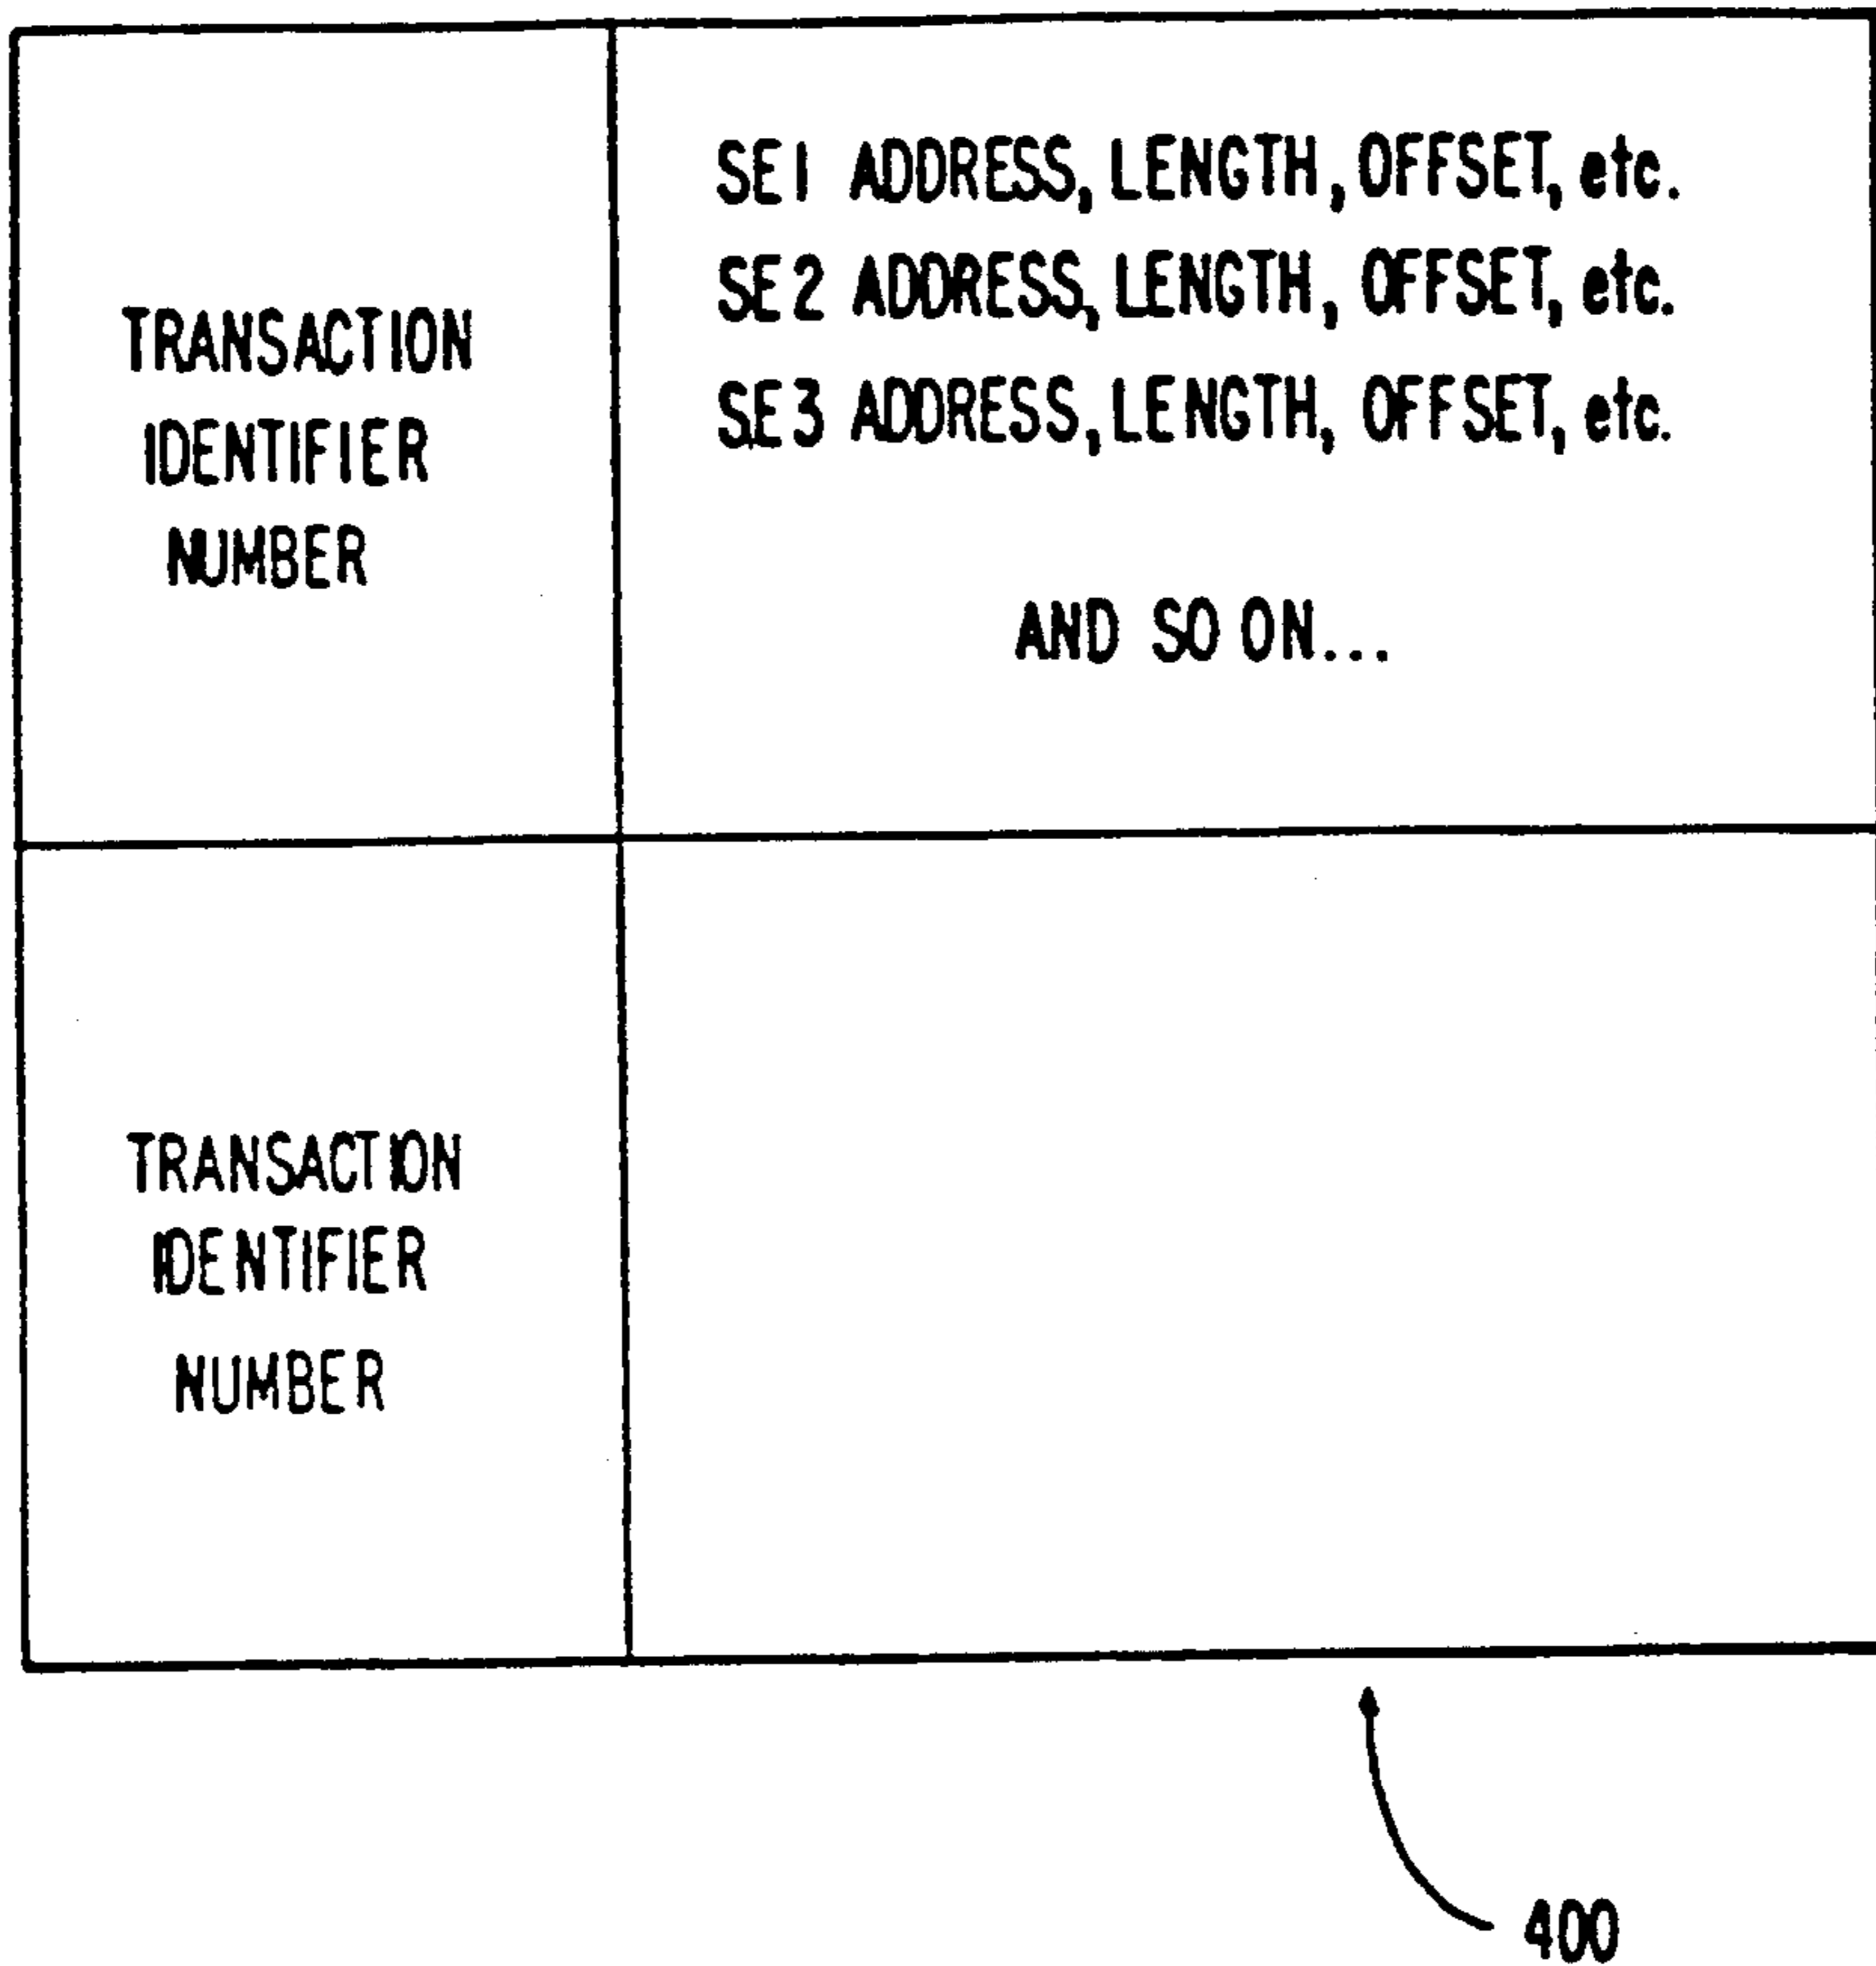 TRANSACTION
IDENTIFIER
NUMBER
SE1 ADDRESS, LENGTH, OFFSET, etc.
SE2 ADDRESS, LENGTH, OFFSET, etc.
SE3 ADDRESS, LENGTH, OFFSET, etc.
AND SO ON...
TRANSACTION
IDENTIFIER
NUMBER
400